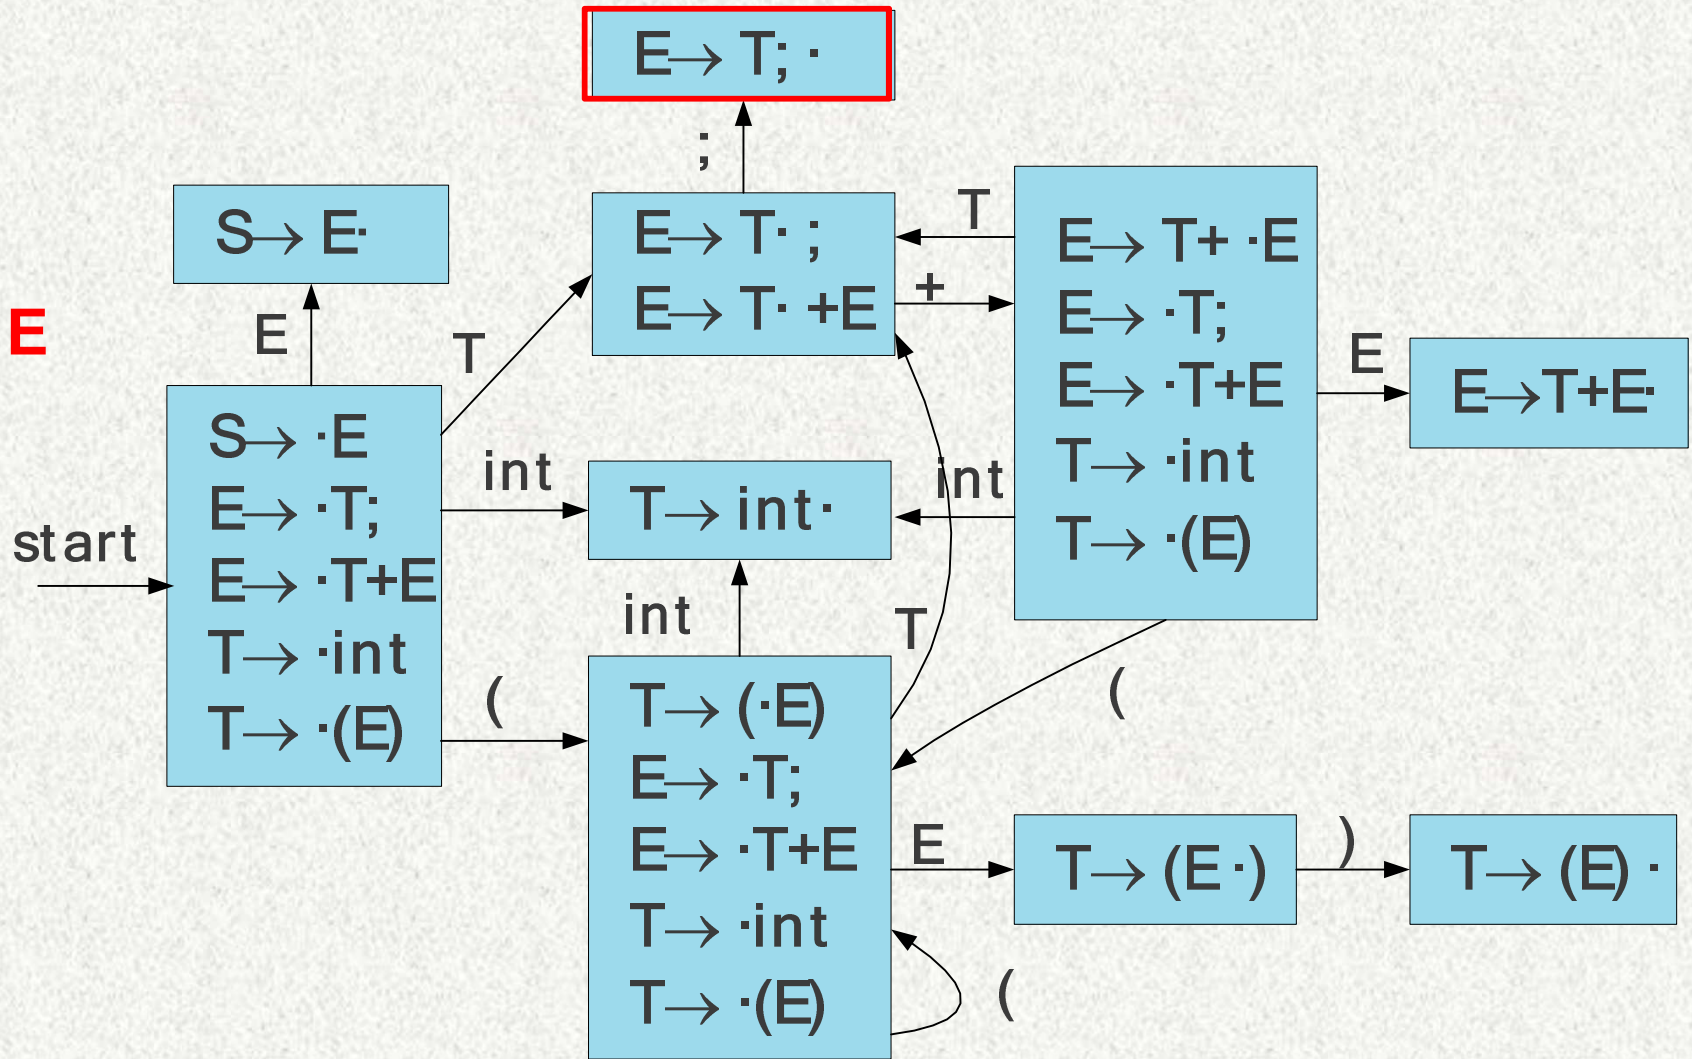 E→ T; ·
;
S→ E·
E→ T· ;
E→ T· +E
T
+
E→ T+ ·E
E→ ·T;
E→ ·T+E
T→ ·int
T→ ·(E)
E
E
T
E
E→T+E·
S→ ·E
E→ ·T;
E→ ·T+E
T→ ·int
T→ ·(E)
start
int
T→ int·
int
int
T
(
(
T→ (·E)
E→ ·T;
E→ ·T+E
T→ ·int
T→ ·(E)
E
T→ (E ·)
)
T→ (E) ·
(